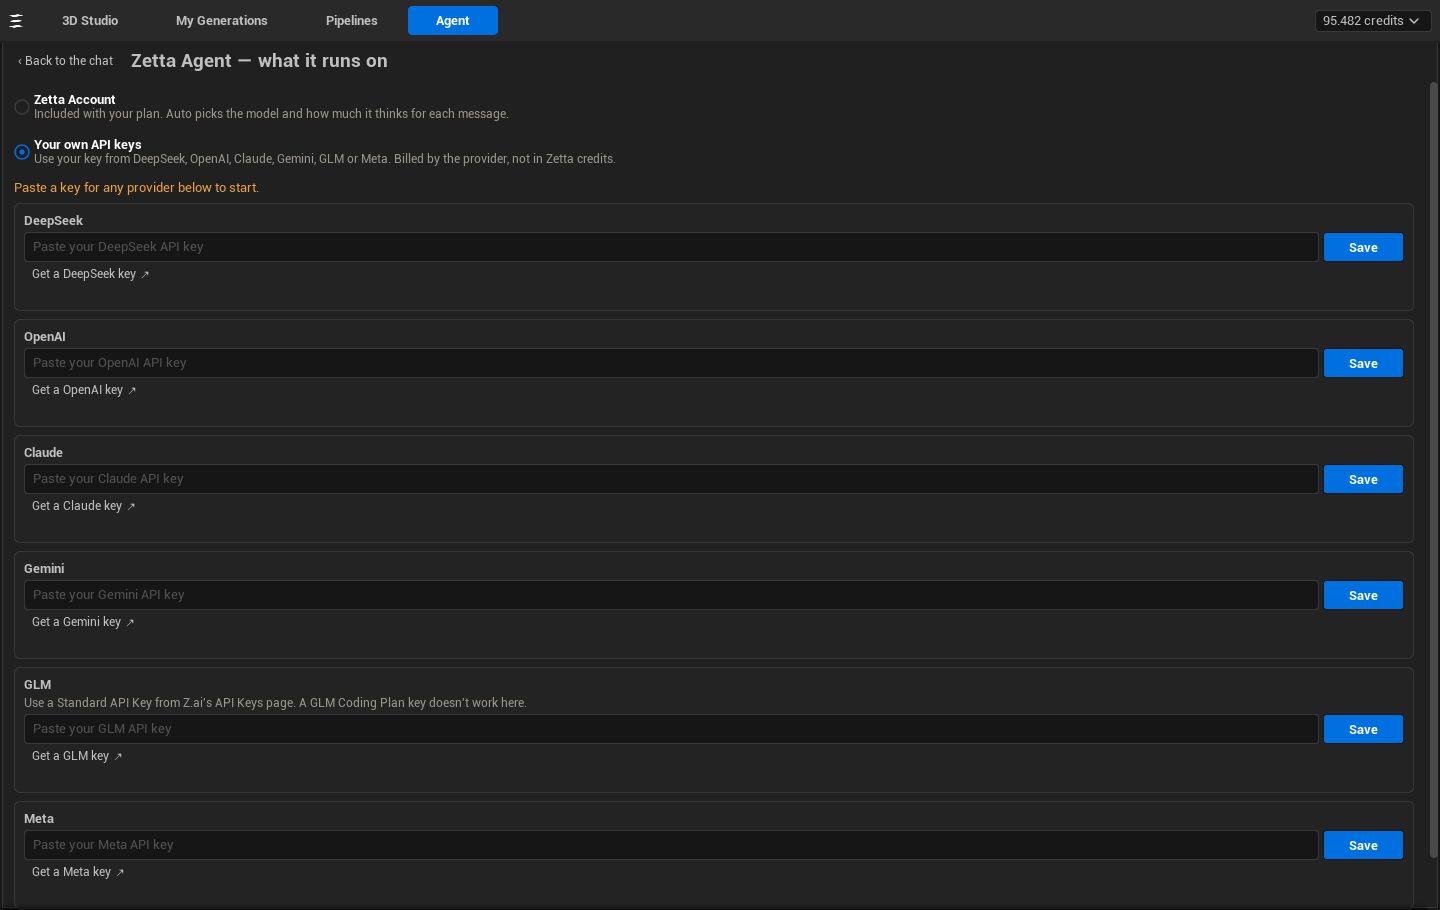 3D Studio
My Generations
Pipelines
Agent
95.482 credits
‹ Back to the chat
Zetta Agent — what it runs on
Zetta Account
Included with your plan. Auto picks the model and how much it thinks for each message.
Your own API keys
Use your key from DeepSeek, OpenAI, Claude, Gemini, GLM or Meta. Billed by the provider, not in Zetta credits.
Paste a key for any provider below to start.
DeepSeek
Paste your DeepSeek API key
Save
Get a DeepSeek key ↗
OpenAI
Paste your OpenAI API key
Save
Get a OpenAI key ↗
Claude
Paste your Claude API key
Save
Get a Claude key ↗
Gemini
Paste your Gemini API key
Save
Get a Gemini key ↗
GLM
Use a Standard API Key from Z.ai's API Keys page. A GLM Coding Plan key doesn't work here.
Paste your GLM API key
Save
Get a GLM key ↗
Meta
Paste your Meta API key
Save
Get a Meta key ↗